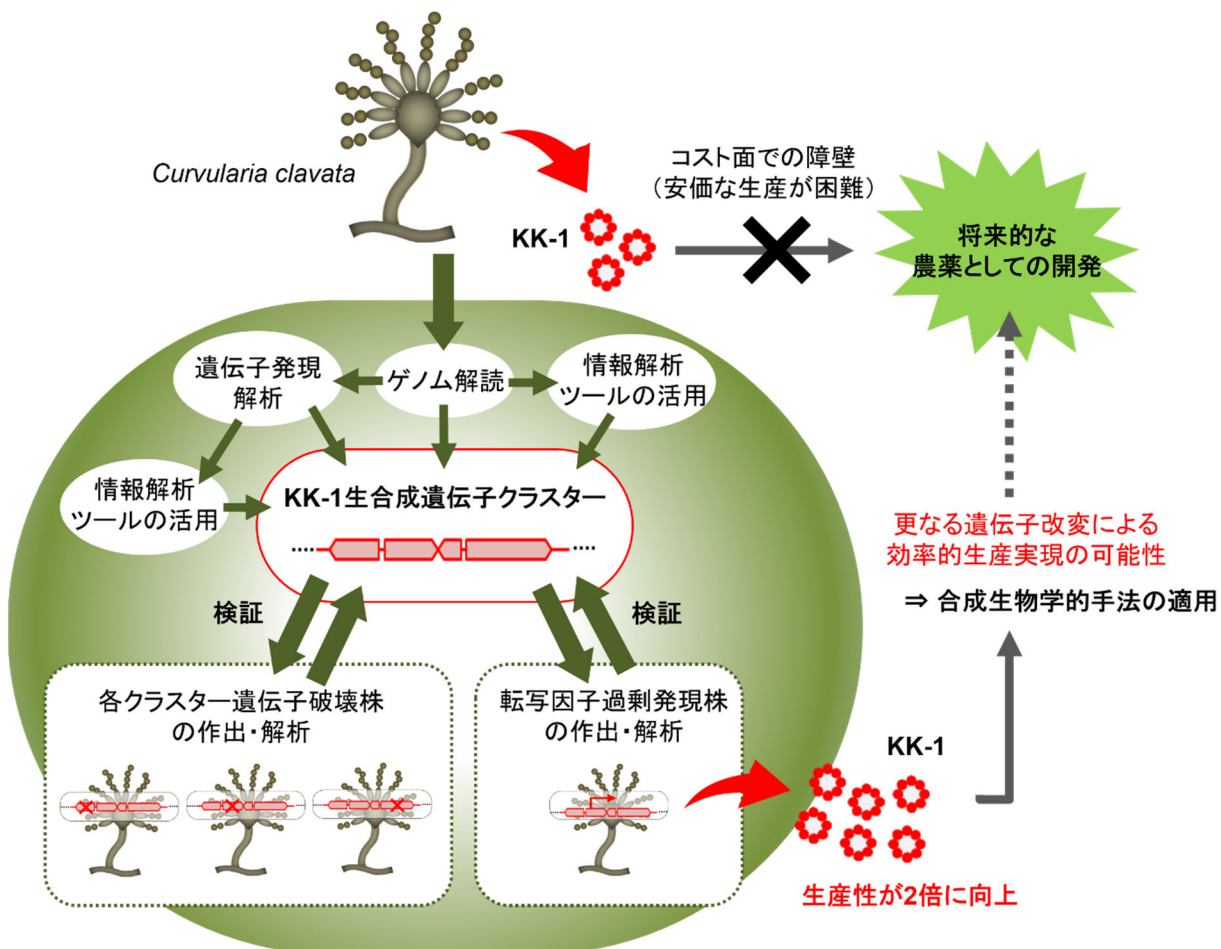 Curvularia clavata
コスト面での障壁
（安価な生産が困難）
KK-1
将来的な
農薬としての開発
遺伝子発現
解析
ゲノム解読
情報解析
ツールの活用
情報解析
ツールの活用
KK-1生合成遺伝子クラスター
検証
検証
各クラスター遺伝子破壊株
の作出・解析
転写因子過剰発現株
の作出・解析
KK-1
生産性が2倍に向上
更なる遺伝子改変による
効率的生産実現の可能性
⇒ 合成生物学的手法の適用